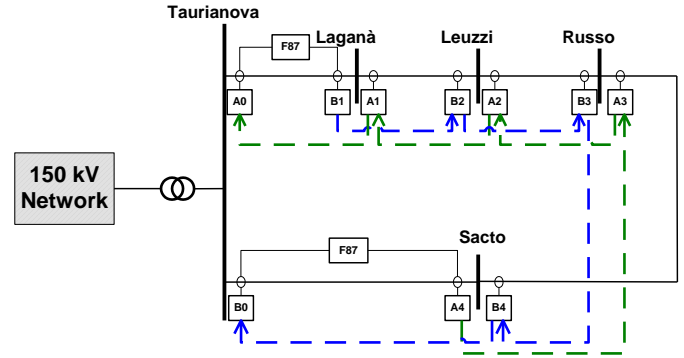 Taurianova
Laganà
Leuzzi
Russo
F87
A0
B1
A1
B2
A2
B3
A3
150 kV
Network
Sacto
F87
B0
A4
B4